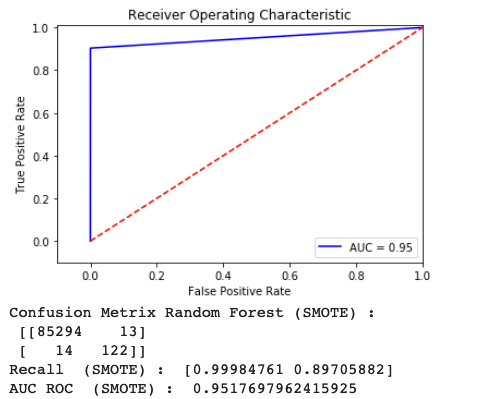 Receiver Operating Characteristic
1.0
0.8
0.6
0.4
0.2
0.0
True Positive Rate
AUC = 0.95
0.0 0.2 0.4 0.6 0.8 1.0
False Positive Rate
Confusion Metrix Random Forest (SMOTE) :
[[85294 13]
[ 14 122]]
Recall (SMOTE) : [0.99984761 0.89705882]
AUC ROC (SMOTE) : 0.9517697962415925